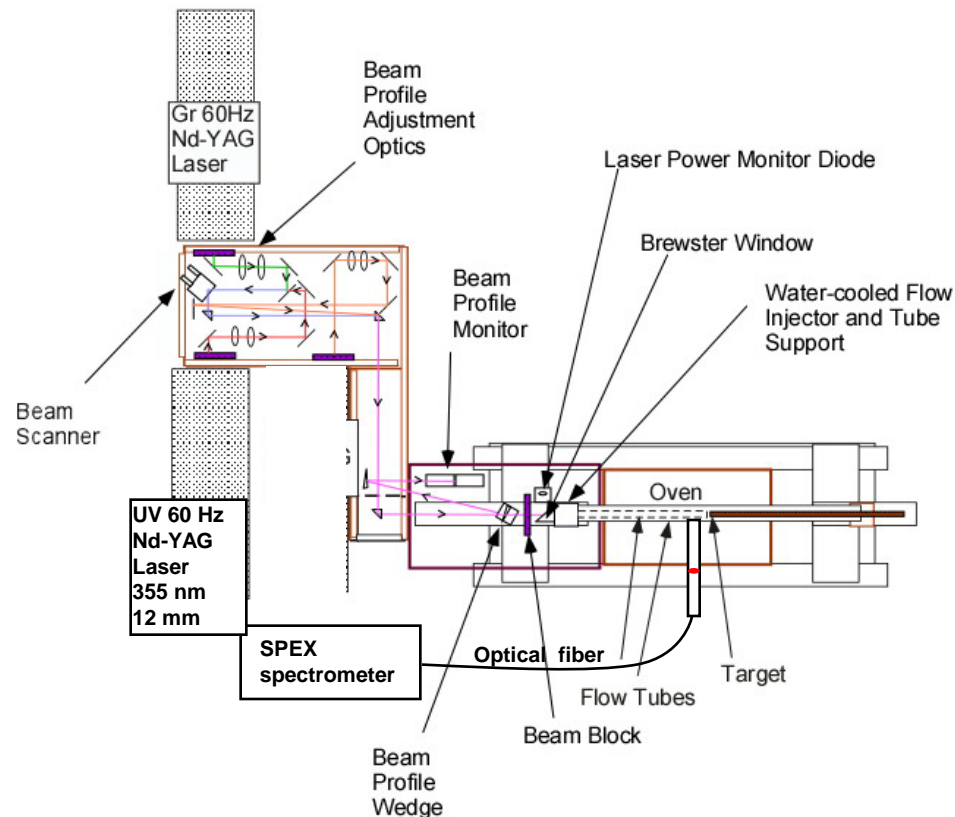 Beam
Profile
Adjustment
Optics
Gr 60Hz
Nd-YAG
Laser
Laser Power Monitor Diode
Brewster Window
Beam
Profile
Monitor
Water-cooled Flow
Injector and Tube
Support
Beam
Scanner
Oven
UV 60 Hz
Nd-YAG
Laser
355 nm
12 mm
SPEX
spectrometer
Optical fiber
Flow Tubes
Target
Beam Block
Beam
Profile
Wedge